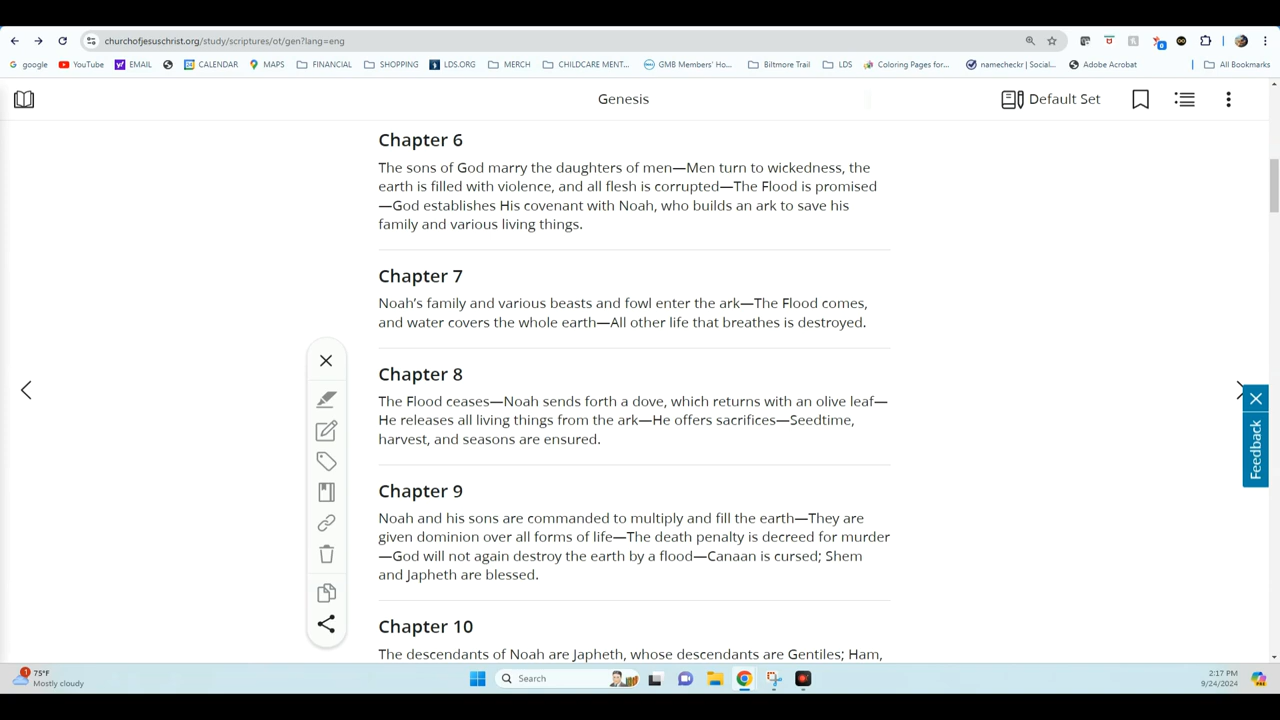 churchofjesuschrist.org/study/scriptures/ot/gen?lang=eng
google YouTube EMAIL CALENDAR MAPS FINANCIAL SHOPPING LDS.ORG MERCH CHILDCARE MENT... GMB Members' Ho... Biltmore Trail LDS Coloring Pages for... namecheckr | Social... Adobe Acrobat All Bookmarks
Genesis
Default Set
Chapter 6
The sons of God marry the daughters of men—Men turn to wickedness, the
earth is filled with violence, and all flesh is corrupted—The Flood is promised
—God establishes His covenant with Noah, who builds an ark to save his
family and various living things.
Chapter 7
Noah’s family and various beasts and fowl enter the ark—The Flood comes,
and water covers the whole earth—All other life that breathes is destroyed.
Chapter 8
The Flood ceases—Noah sends forth a dove, which returns with an olive leaf—
He releases all living things from the ark—He offers sacrifices—Seedtime,
harvest, and seasons are ensured.
Chapter 9
Noah and his sons are commanded to multiply and fill the earth—They are
given dominion over all forms of life—The death penalty is decreed for murder
—God will not again destroy the earth by a flood—Canaan is cursed; Shem
and Japheth are blessed.
Chapter 10
The descendants of Noah are Japheth, whose descendants are Gentiles; Ham,
Feedback
1
75°F
Mostly cloudy
Search
2:17 PM
9/24/2024